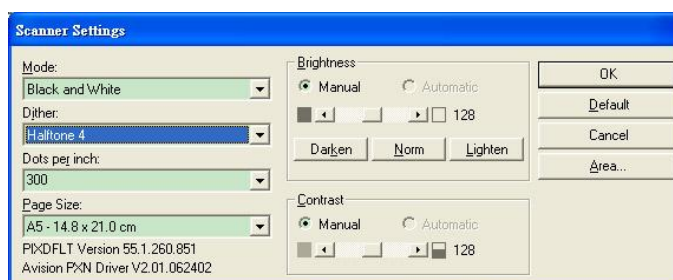 Scanner Settings
Mode:
Black and White
Dither:
Halftone 4
Dots per inch:
300
Page Size:
A5 - 14.8 x 21.0 cm
PIXDFLT Version 55.1.260.851
Avision PXN Driver V2.01.062402
Brightness
Manual Automatic
128
Darken Norm Lighten
Contrast
Manual Automatic
128
OK
Default
Cancel
Area...